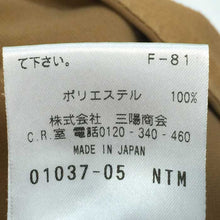 て下さい。 F-81
ポリエステル 100%
株式会社 三陽商会
C.R.室 電話0120-340-460
MADE IN JAPAN
01037-05 NTM